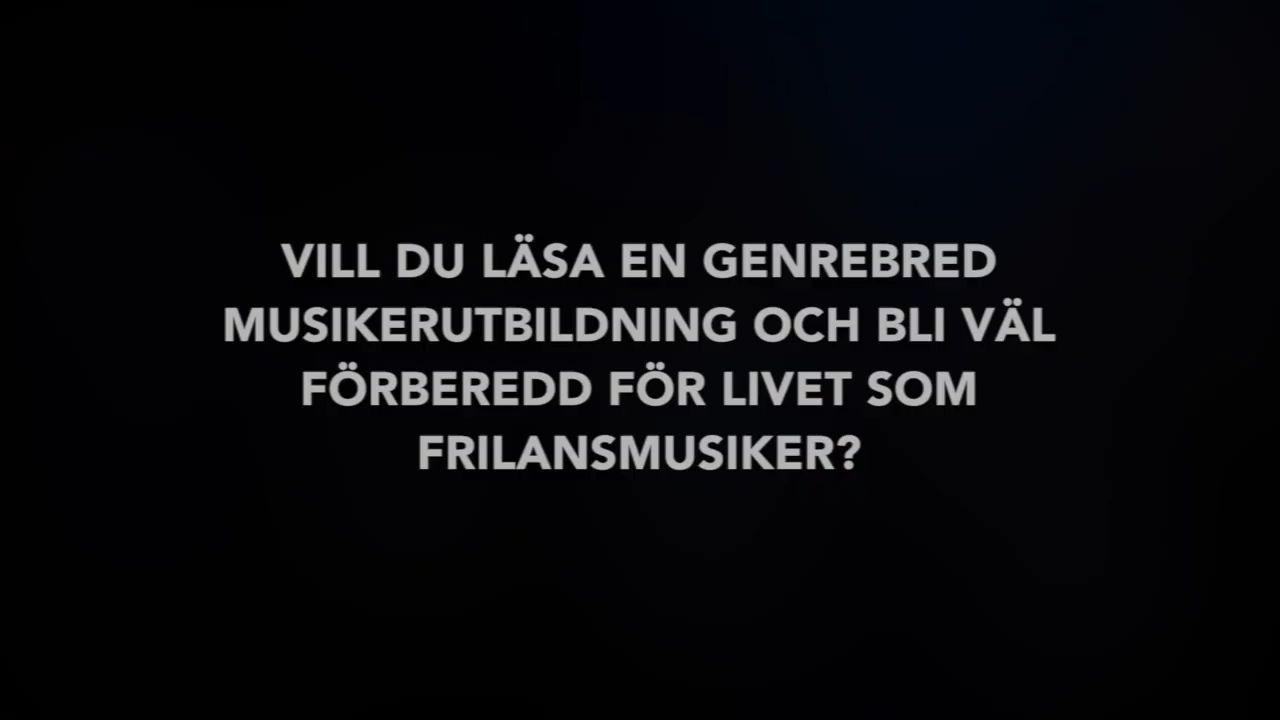 VILL DU LÄSA EN GENREBRED
MUSIKERUTBILDNING OCH BLI VÄL
FÖRBEREDD FÖR LIVET SOM
FRILANSMUSIKER?